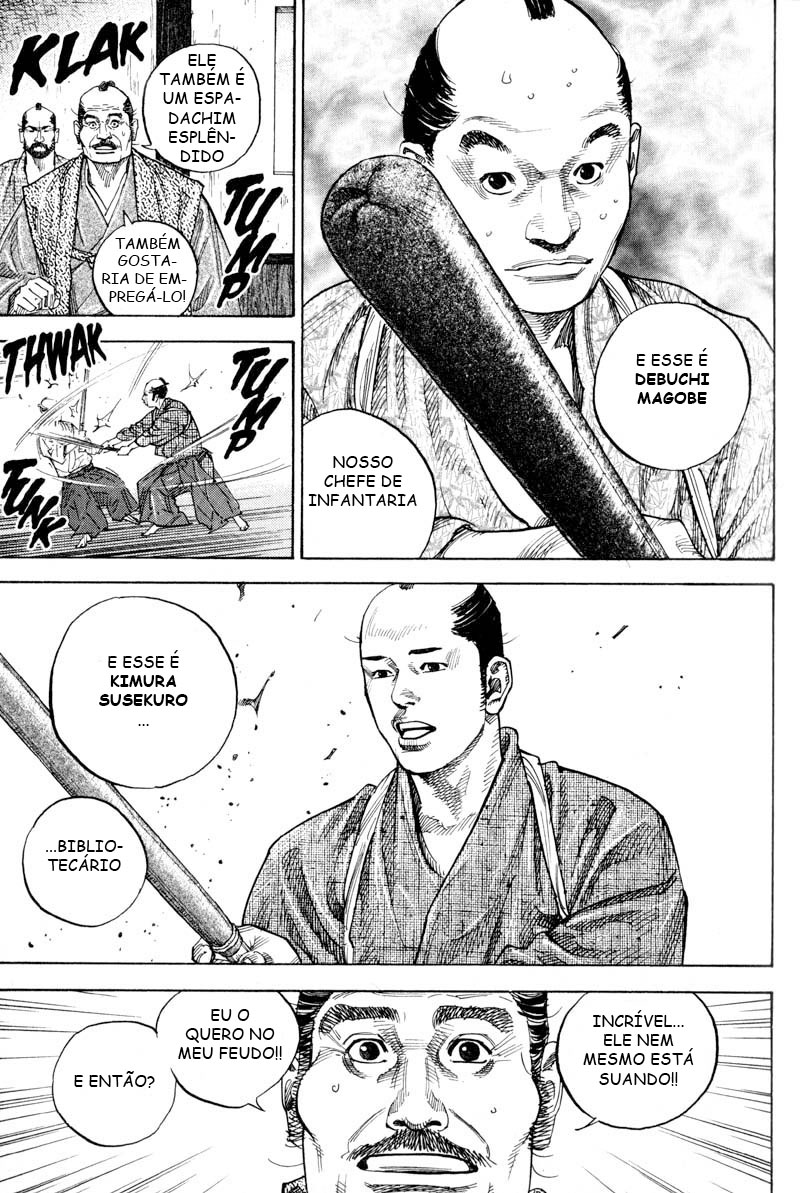 E ESSE É
DEBUCHI
MAGOBE
NOSSO
CHEFE DE
INFANTARIA
KLAK
ELE
TAMBÉM É
UM ESPA-
DACHIM
ESPLÊN-
DIDO
TUMP
TAMBÉM
GOSTA-
RIA DE EM-
PREGÁ-LO!
THWAK
TUMP
TUNK
E ESSE É
KIMURA
SUSEKURO
...
...BIBLIO-
TECÁRIO
INCRÍVEL...
ELE NEM
MESMO ESTÁ
SUANDO!!
EU O
QUERO NO
MEU FEUDO!!
E ENTÃO?